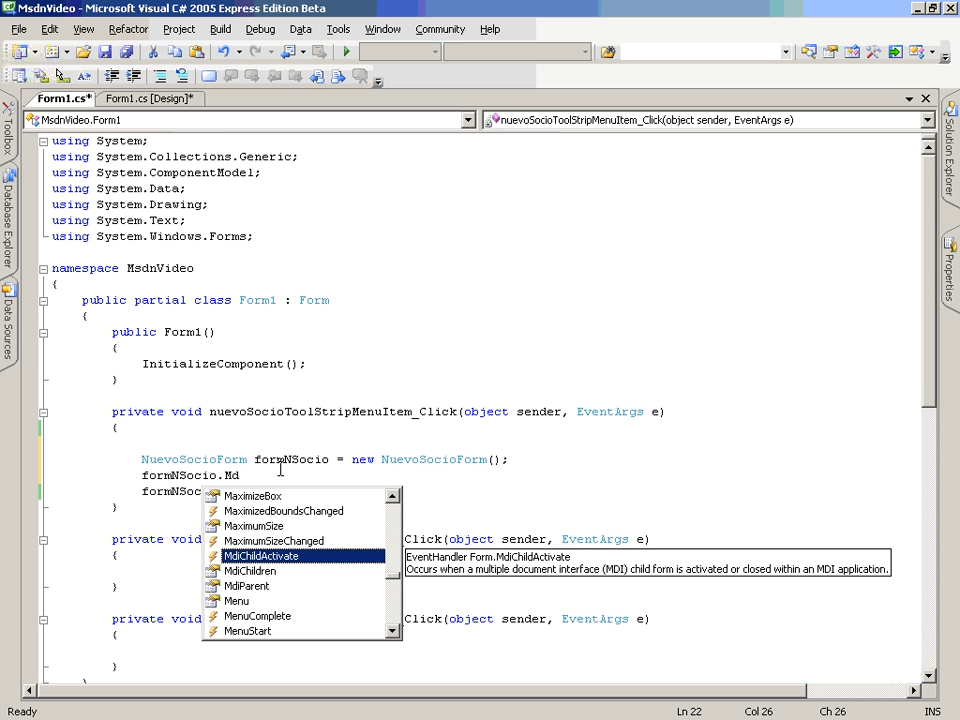 MsdnVideo - Microsoft Visual C# 2005 Express Edition Beta
File Edit View Refactor Project Build Debug Data Tools Window Community Help
Form1.cs* Form1.cs [Design]*
MsdnVideo.Form1 nuevoSocioToolStripMenuItem_Click(object sender, EventArgs e)
Toolbox
Database Explorer
Data Sources
Solution Explorer
Properties
using System;
using System.Collections.Generic;
using System.ComponentModel;
using System.Data;
using System.Drawing;
using System.Text;
using System.Windows.Forms;
namespace MsdnVideo
{
public partial class Form1 : Form
{
public Form1()
{
InitializeComponent();
}
private void nuevoSocioToolStripMenuItem_Click(object sender, EventArgs e)
{
NuevoSocioForm formNSocio = new NuevoSocioForm();
formNSocio.Md
formNSoc
}
private void Click(object sender, EventArgs e)
{
}
private void Click(object sender, EventArgs e)
{
}
MaximizeBox
MaximizedBoundsChanged
MaximumSize
MaximumSizeChanged
MdiChildActivate
MdiChildren
MdiParent
Menu
MenuComplete
MenuStart
EventHandler Form.MdiChildActivate
Occurs when a multiple document interface (MDI) child form is activated or closed within an MDI application.
Ready Ln 22 Col 26 Ch 26 INS